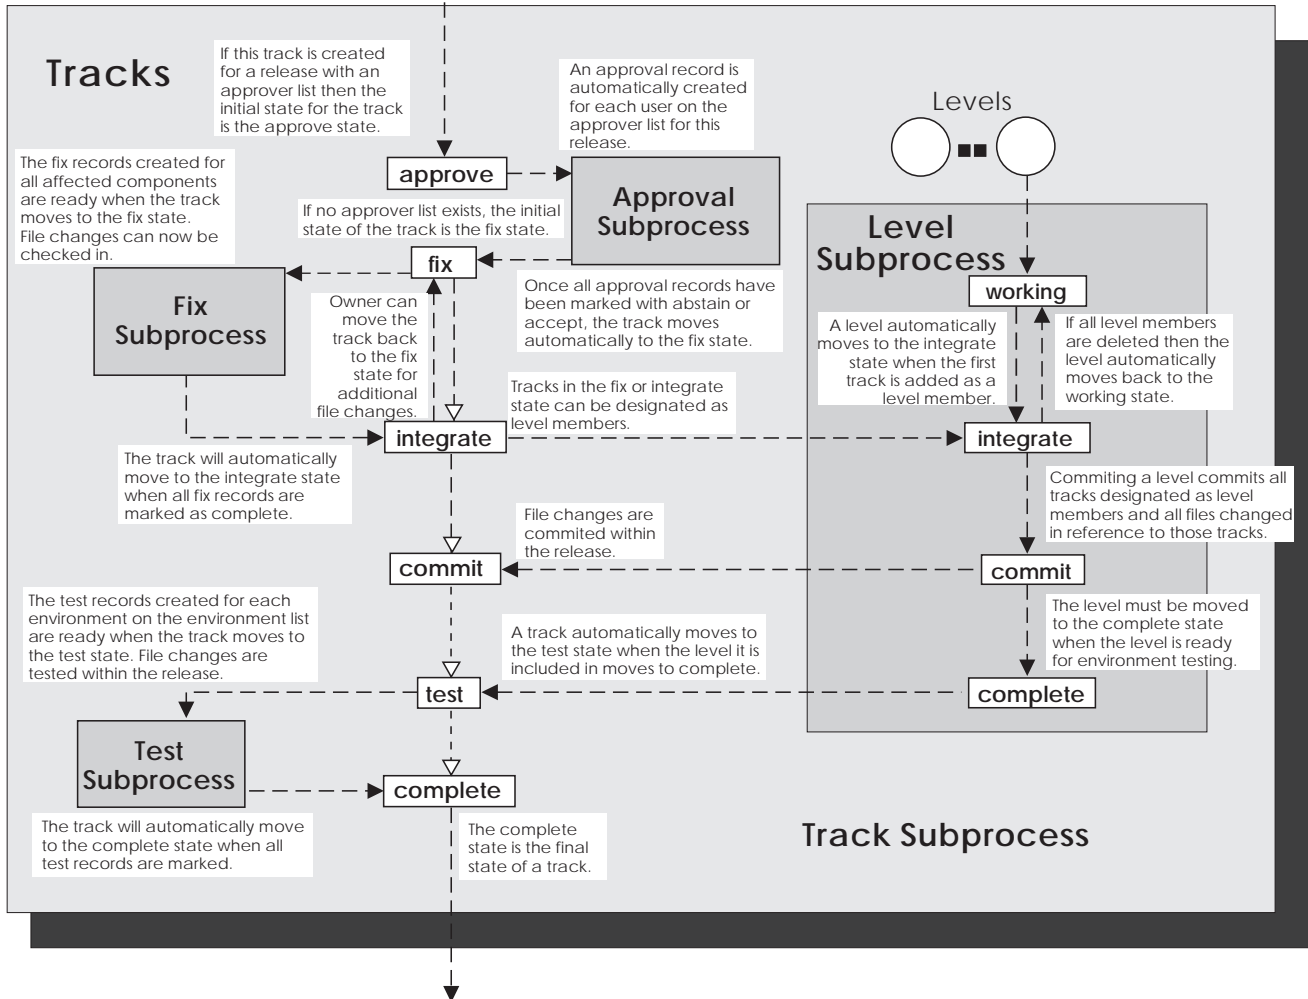 Tracks
If this track is created
for a release with an
approver list then the
initial state for the track
is the approve state.
An approval record is
automatically created
for each user on the
approver list for this
release.
Levels
The fix records created for
all affected components
are ready when the track
moves to the fix state.
File changes can now be
checked in.
approve
Approval
Subprocess
If no approver list exists, the initial
state of the track is the fix state.
Level
Subprocess
fix
Fix
Subprocess
Owner can
move the
track back
to the fix
state for
additional
file changes.
Once all approval records have
been marked with abstain or
accept, the track moves
automatically to the fix state.
working
A level automatically
moves to the integrate
state when the first
track is added as a
level member.
If all level members
are deleted then the
level automatically
moves back to the
working state.
Tracks in the fix or integrate
state can be designated as
level members.
integrate
integrate
The track will automatically
move to the integrate state
when all fix records are
marked as complete.
Commiting a level commits all
tracks designated as level
members and all files changed
in reference to those tracks.
File changes are
commited within
the release.
commit
commit
The test records created for each
environment on the environment list
are ready when the track moves to
the test state. File changes are
tested within the release.
A track automatically moves to
the test state when the level it is
included in moves to complete.
The level must be moved
to the complete state
when the level is ready
for environment testing.
test
complete
Test
Subprocess
complete
The track will automatically move
to the complete state when all
test records are marked.
The complete
state is the final
state of a track.
Track Subprocess